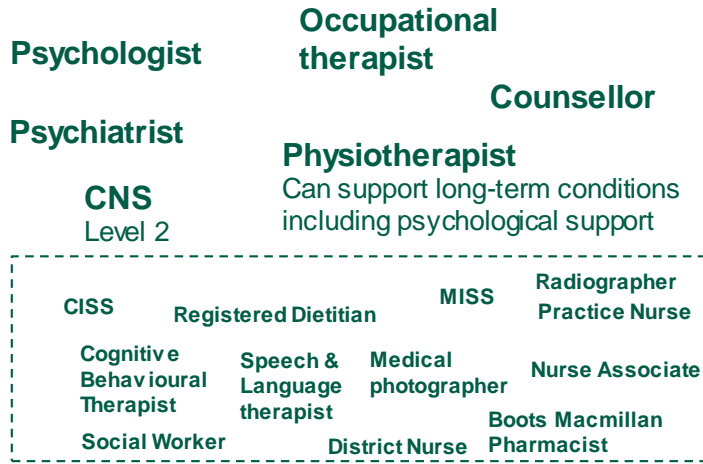 Occupational
therapist
Psychologist
Counsellor
Psychiatrist
Physiotherapist
Can support long-term conditions
including psychological support
CNS
Level 2
CISS
Registered Dietitian
MISS
Radiographer
Practice Nurse
Cognitive
Behavioural
Therapist
Speech &
Language
therapist
Medical
photographer
Nurse Associate
Social Worker
District Nurse
Boots Macmillan
Pharmacist